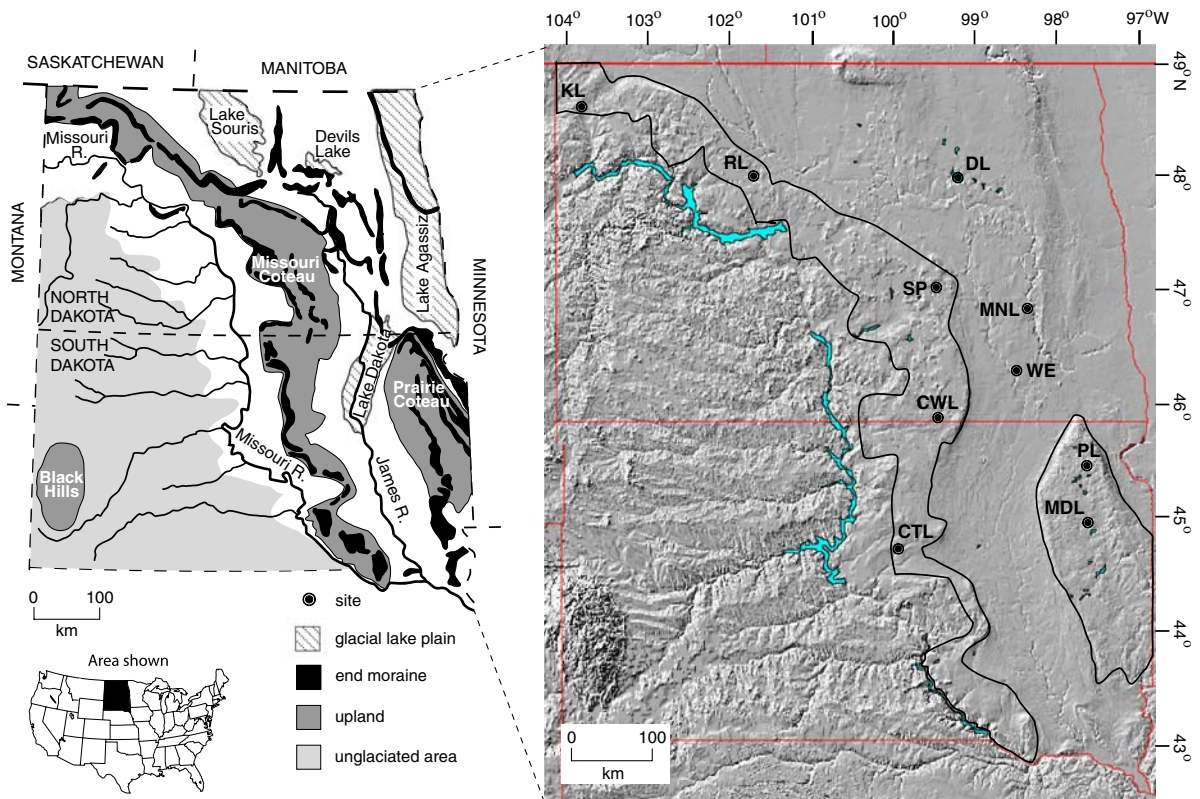 SASKATCHEWAN
MANITOBA
Missouri
R.
Lake
Souris
Devils
Lake
MONTANA
Lake Agassiz
MINNESOTA
Missouri
Coteau
NORTH
DAKOTA
SOUTH
DAKOTA
Lake Dakota
Prairie
Coteau
Missouri R.
James R.
Black
Hills
0 100
km
Area shown
site
glacial lake plain
end moraine
upland
unglaciated area
104° 103° 102° 101° 100° 99° 98° 97°W
49°N
48°
47°
46°
45°
44°
43°
KL
RL
DL
SP
MNL
WE
CWL
PL
MDL
CTL
0 100
km